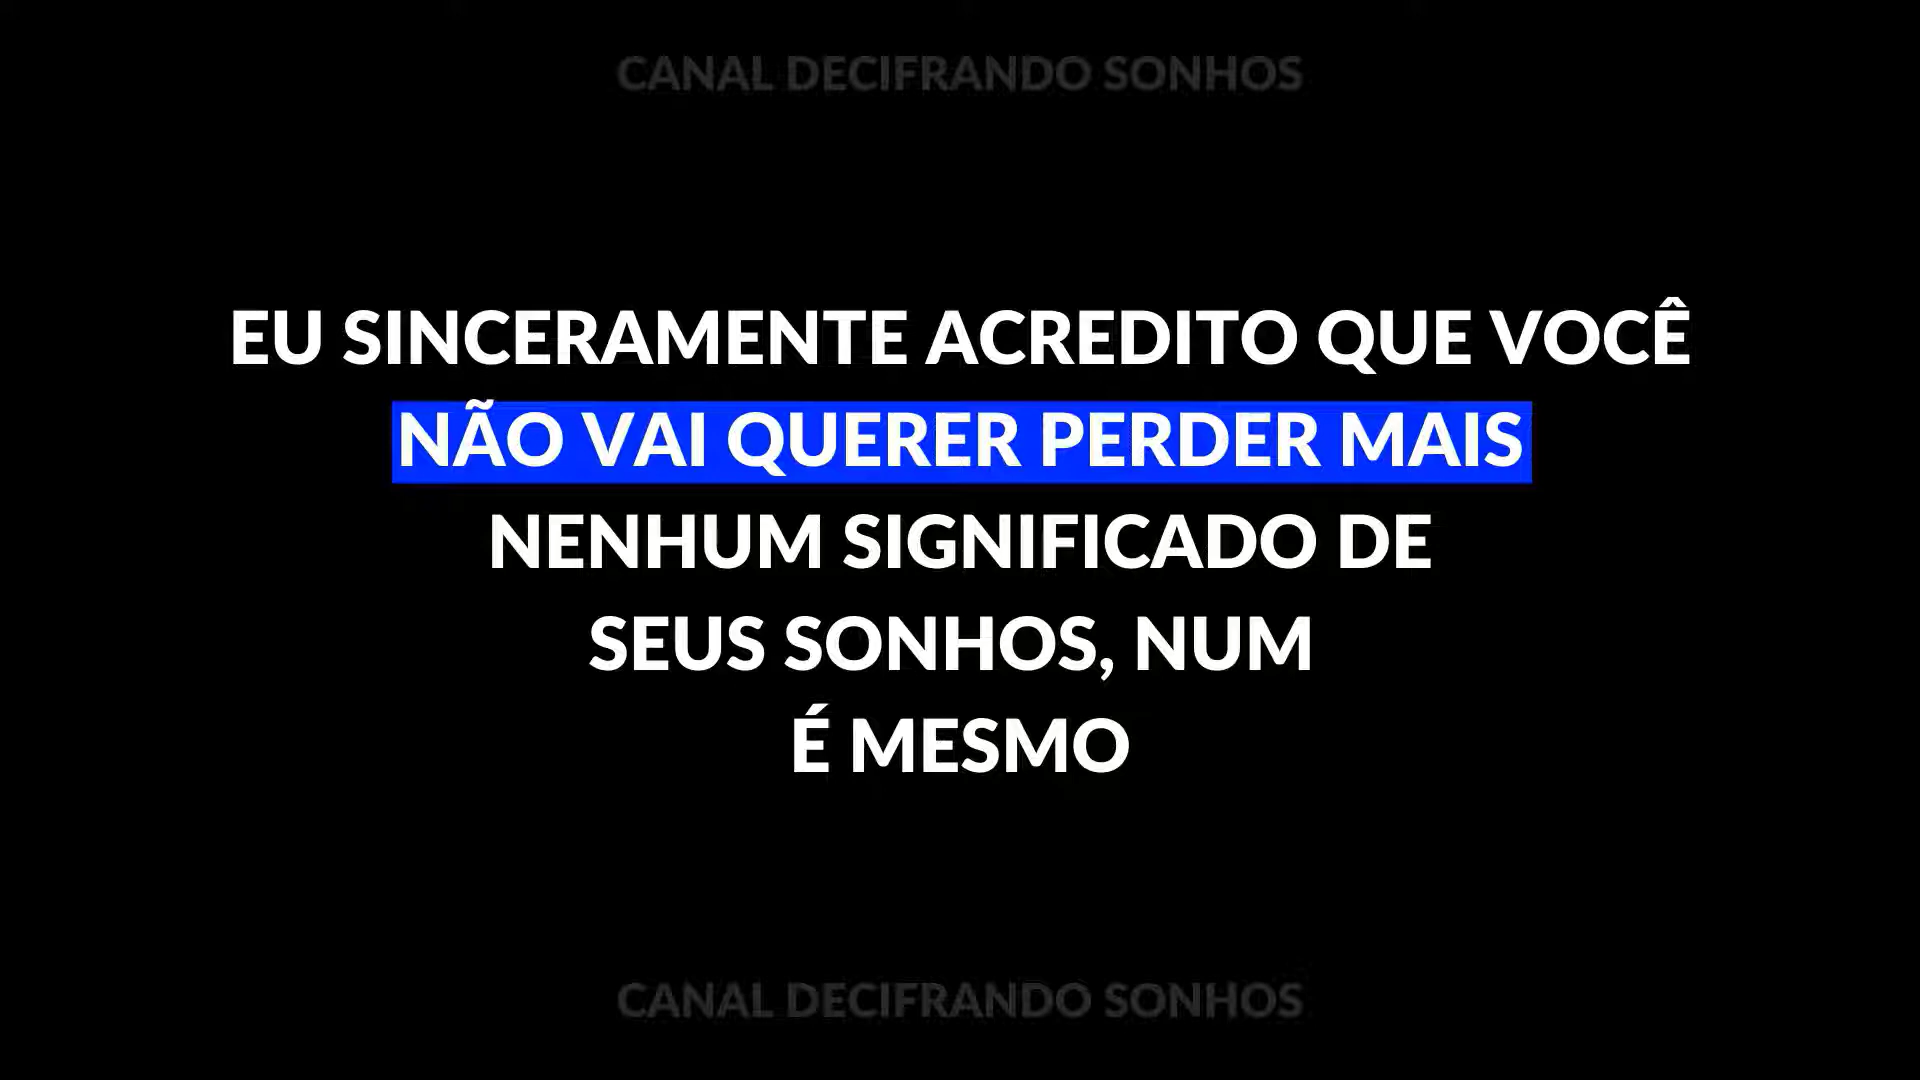 CANAL DECIFRANDO SONHOS
EU SINCERAMENTE ACREDITO QUE VOCÊ
NÃO VAI QUERER PERDER MAIS
NENHUM SIGNIFICADO DE
SEUS SONHOS, NUM
É MESMO
CANAL DECIFRANDO SONHOS